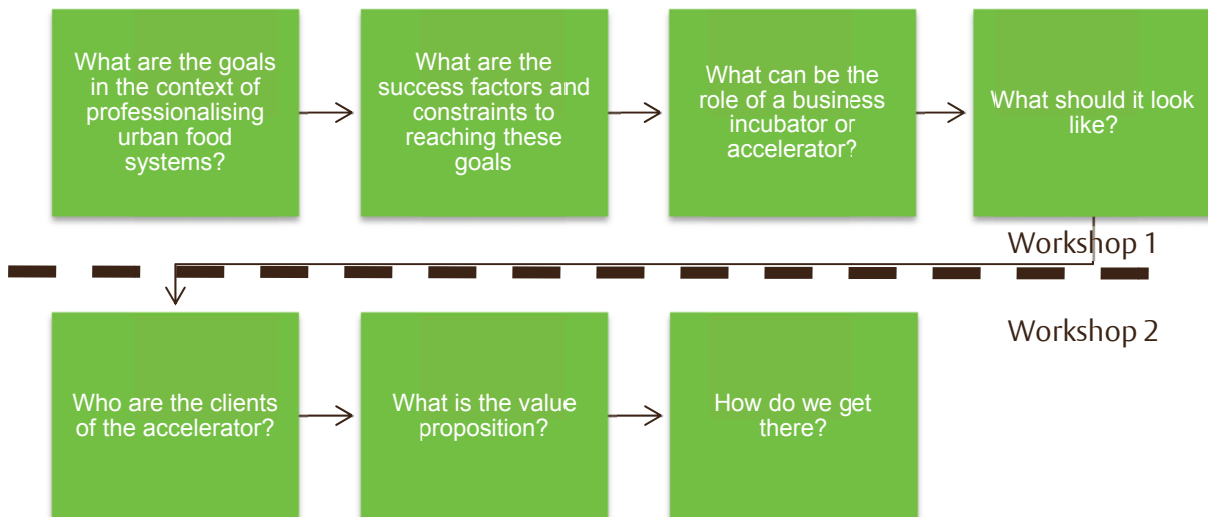 What are the goals
in the context of
professionalising
urban food
systems?
What are the
success factors and
constraints to
reaching these
goals
What can be the
role of a business
incubator or
accelerator?
What should it look
like?
Workshop 1
Workshop 2
Who are the clients
of the accelerator?
What is the value
proposition?
How do we get
there?